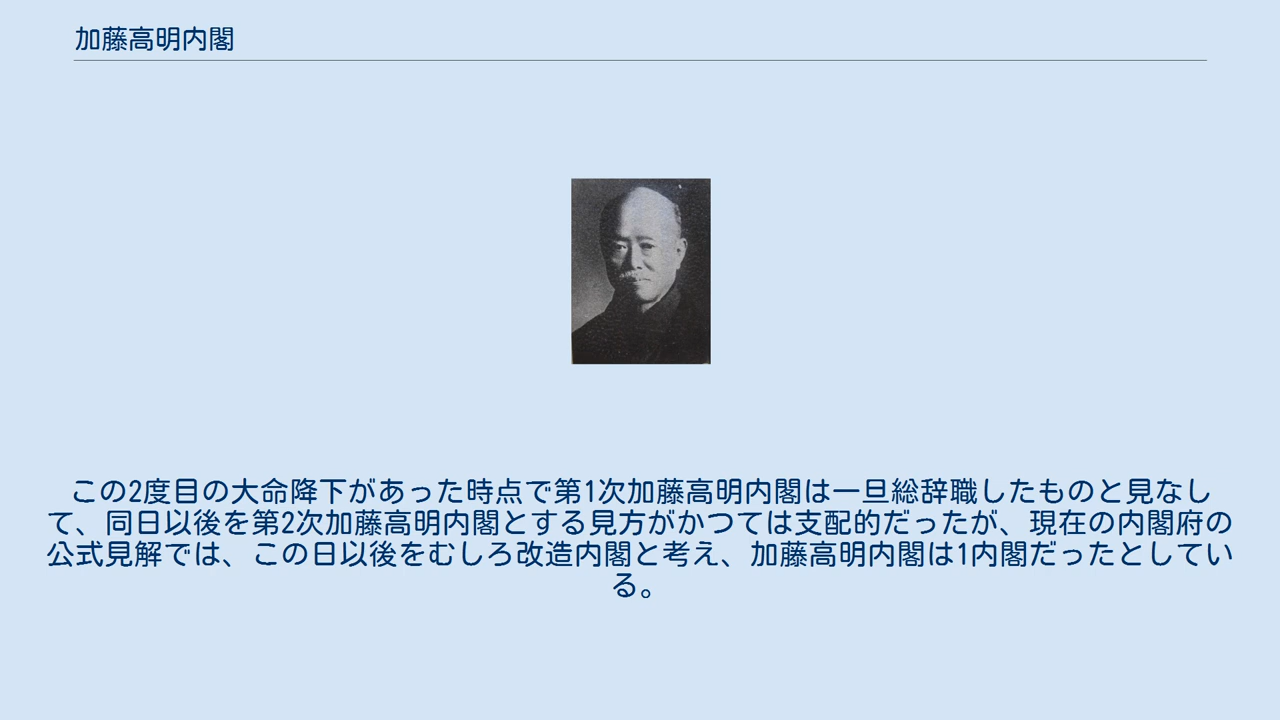 加藤高明内閣
この2度目の大命降下があった時点で第1次加藤高明内閣は一旦総辞職したものと見なし
て、同日以後を第2次加藤高明内閣とする見方がかつては支配的だったが、現在の内閣府の
公式見解では、この日以後をむしろ改造内閣と考え、加藤高明内閣は1内閣だったとしてい
る。